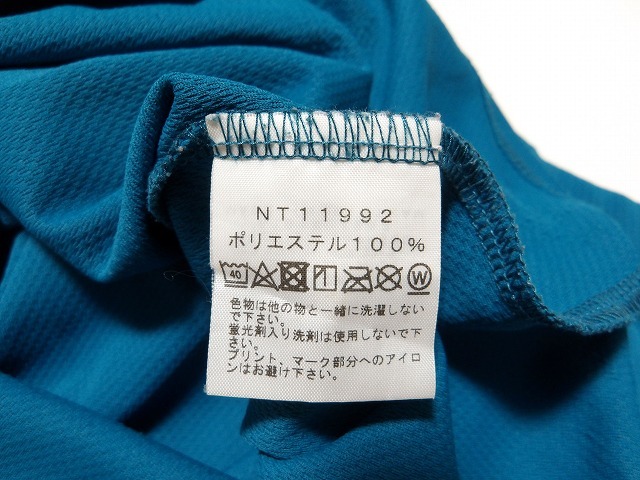 NT11992
ポリエステル100%
40 W
色物は他の物と一緒に洗濯しない
で下さい。
蛍光剤入り洗剤は使用しないで下
さい。
プリント、マーク部分へのアイロ
ンはお避け下さい。